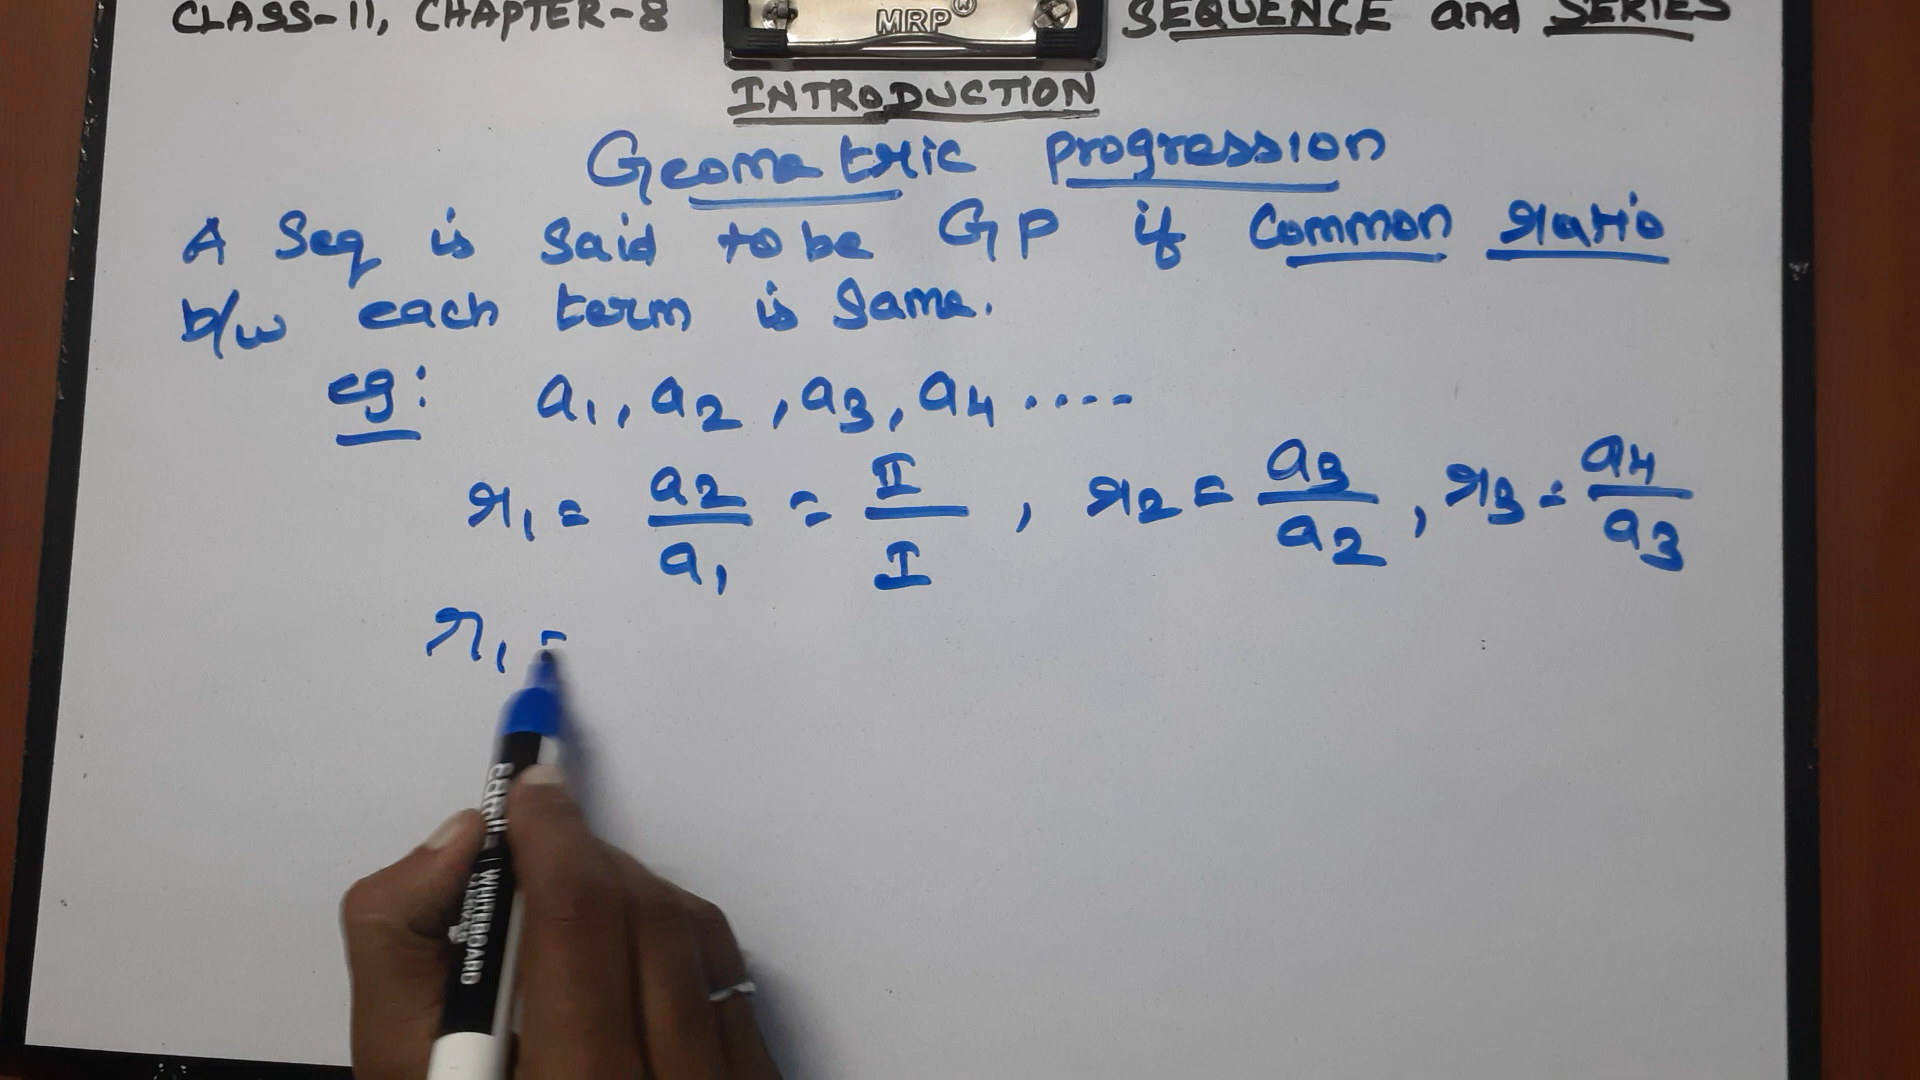 CLASS-11, CHAPTER-8 MRP SEQUENCE and SERIES
INTRODUCTION
Geometric progression
A Seq is said to be GP if Common ratio
b/w each term is same.
eg: a1, a2, a3, a4 .....
r1 = a2/a1 = II/I, r2 = a3/a2, r3 = a4/a3
r1 =
WHITEBOARD